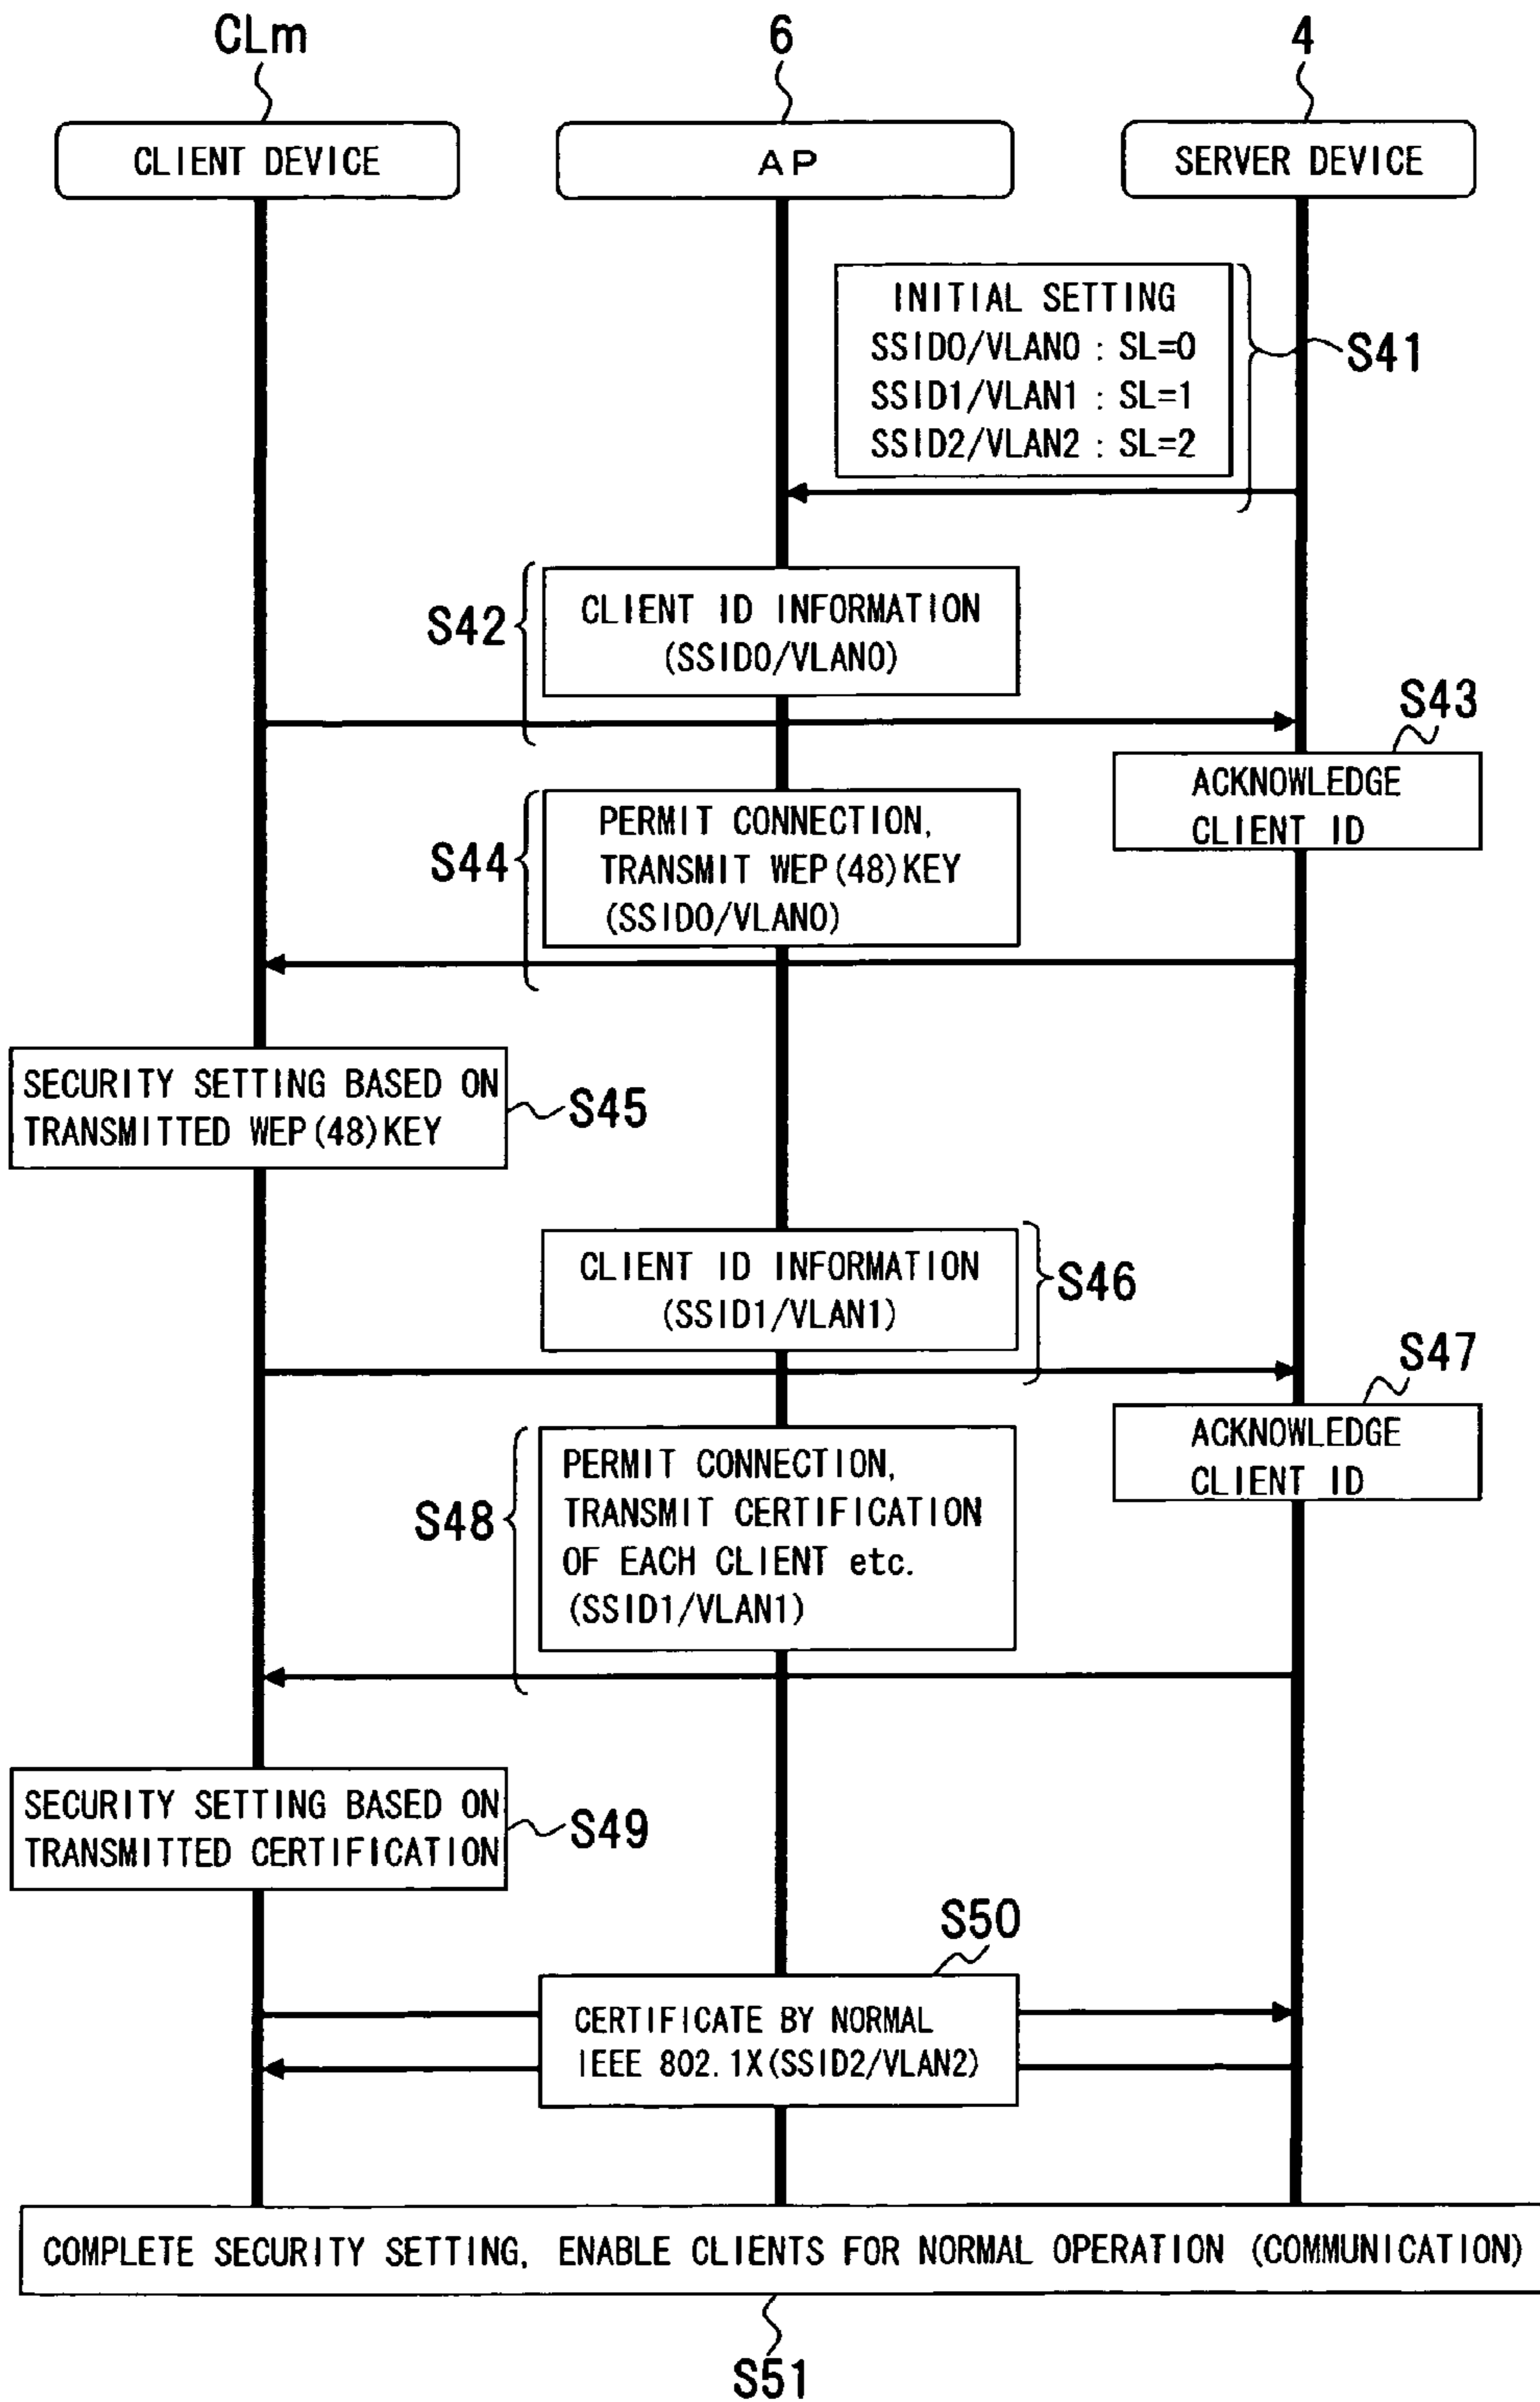 CLm
6
4
CLIENT DEVICE
AP
SERVER DEVICE
INITIAL SETTING
SSID0/VLAN0 : SL=0
SSID1/VLAN1 : SL=1
SSID2/VLAN2 : SL=2
S41
S42
CLIENT ID INFORMATION
(SSID0/VLAN0)
S43
ACKNOWLEDGE
CLIENT ID
S44
PERMIT CONNECTION,
TRANSMIT WEP(48)KEY
(SSID0/VLAN0)
SECURITY SETTING BASED ON
TRANSMITTED WEP(48)KEY
S45
CLIENT ID INFORMATION
(SSID1/VLAN1)
S46
S47
ACKNOWLEDGE
CLIENT ID
S48
PERMIT CONNECTION,
TRANSMIT CERTIFICATION
OF EACH CLIENT etc.
(SSID1/VLAN1)
SECURITY SETTING BASED ON
TRANSMITTED CERTIFICATION
S49
S50
CERTIFICATE BY NORMAL
IEEE 802.1X(SSID2/VLAN2)
COMPLETE SECURITY SETTING, ENABLE CLIENTS FOR NORMAL OPERATION (COMMUNICATION)
S51